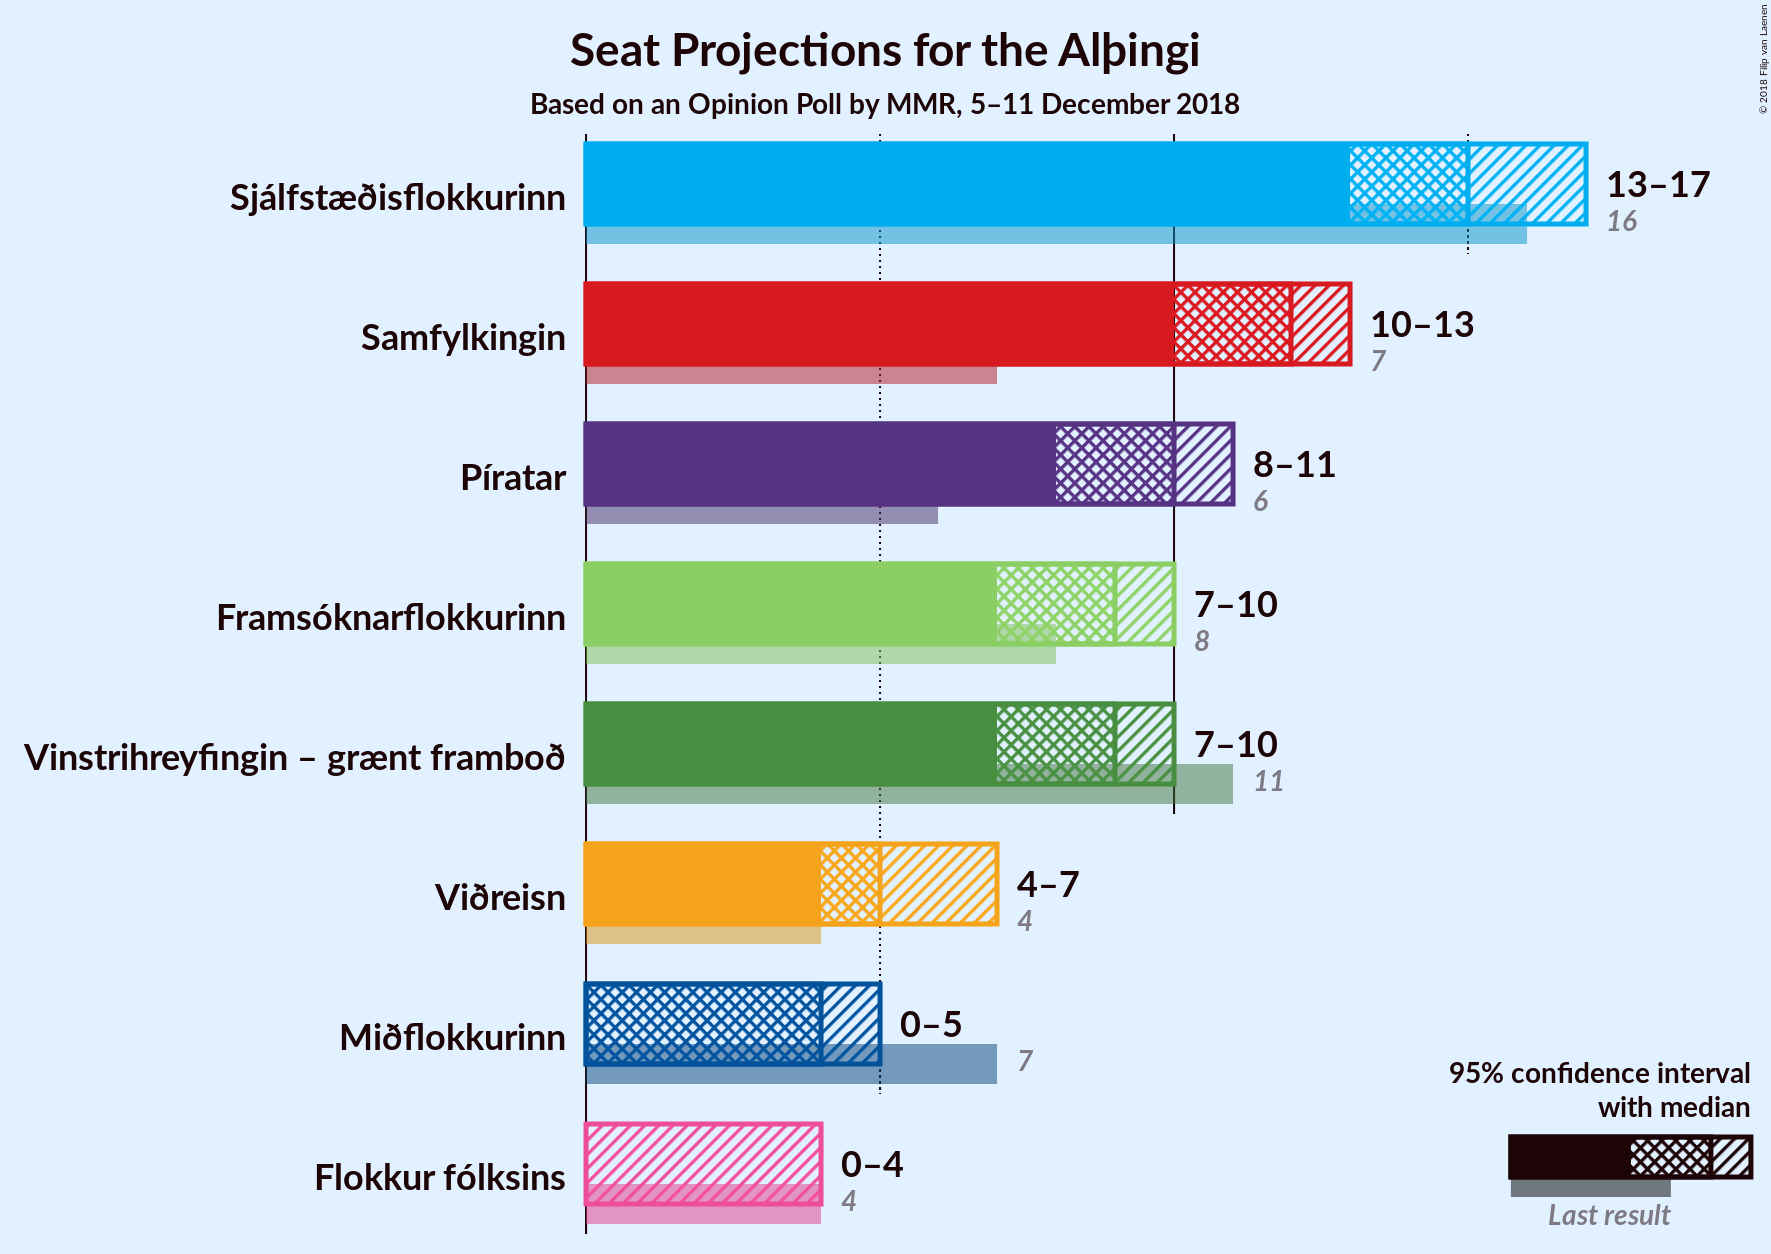 Seat Projections for the Alþingi
Based on an Opinion Poll by MMR, 5–11 December 2018
© 2018 Filip van Laenen
Sjálfstæðisflokkurinn
13–17
16
Samfylkingin
10–13
7
Píratar
8–11
6
Framsóknarflokkurinn
7–10
8
Vinstrihreyfingin – grænt framboð
7–10
11
Viðreisn
4–7
4
Miðflokkurinn
0–5
7
Flokkur fólksins
0–4
4
95% confidence interval
with median
Last result